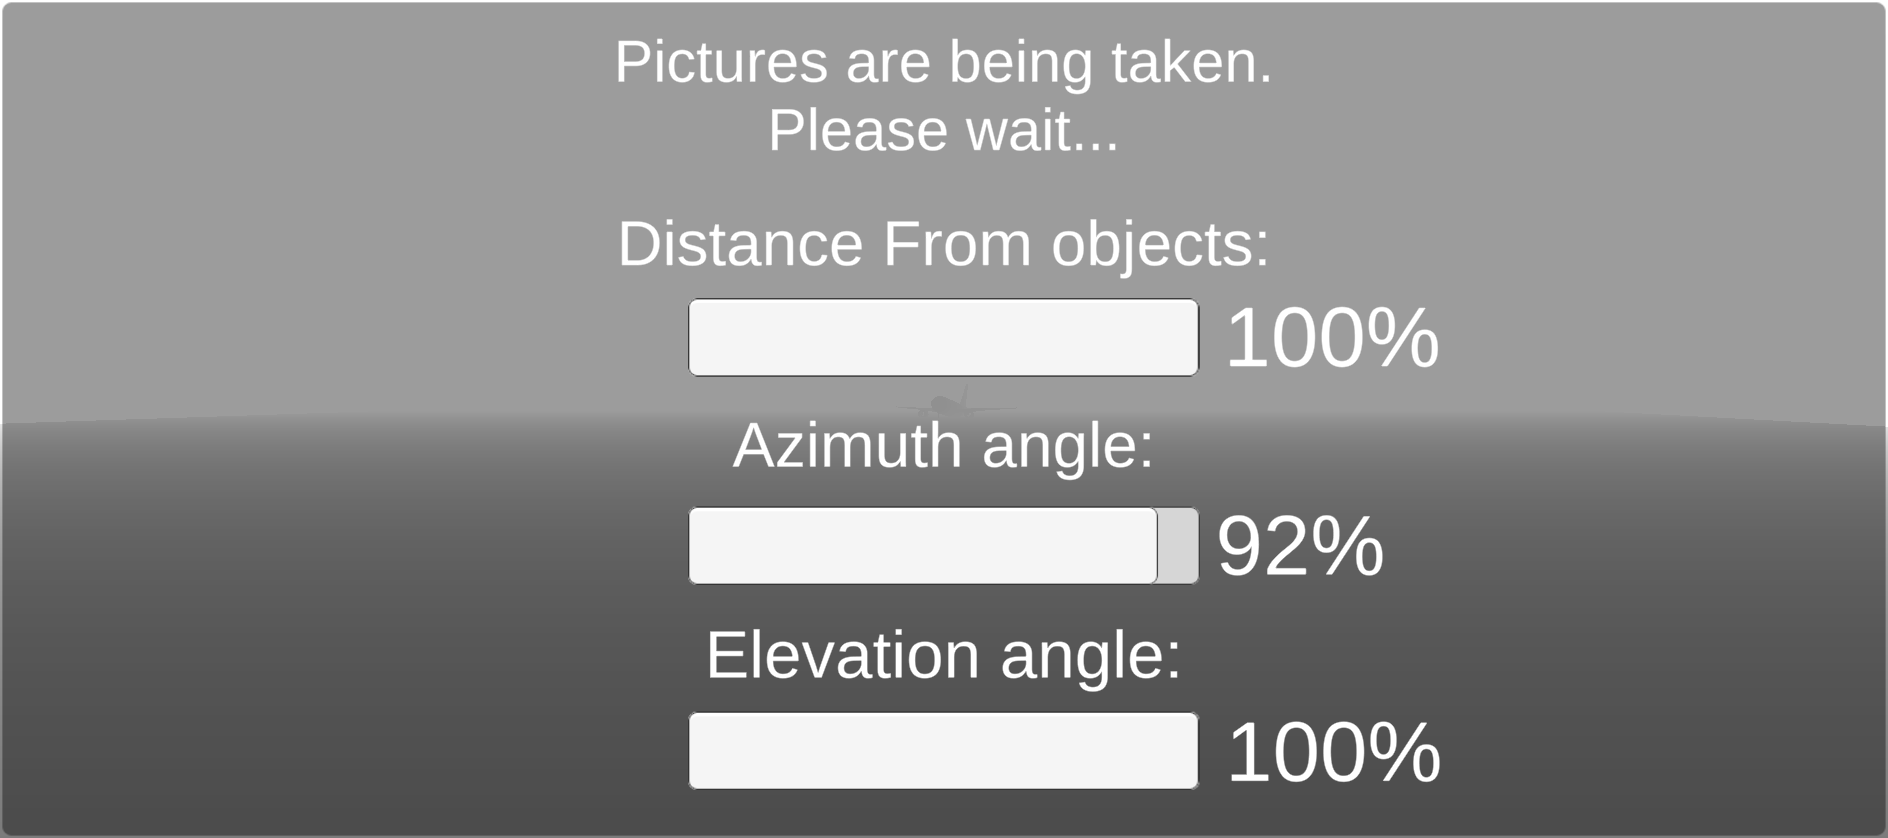 Pictures are being taken.
Please wait...
Distance From objects:
100%
Azimuth angle:
92%
Elevation angle:
100%